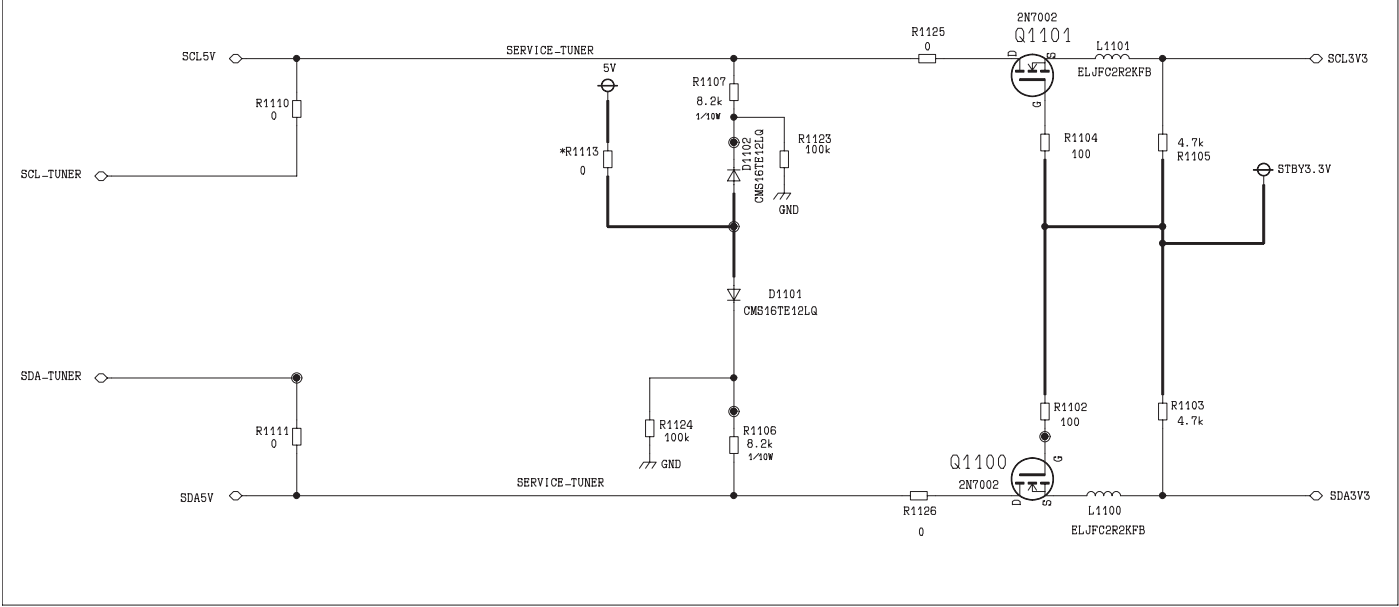 2N7002
Q1101
R1125
0
D
S
G
L1101
ELJFC2R2KFB
SCL5V
SERVICE_TUNER
SCL3V3
5V
R1107
8.2k
1/10W
R1110
0
*R1113
0
D1102
CMS16TE12LQ
R1123
100k
GND
R1104
100
4.7k
R1105
SCL_TUNER
STBY3.3V
D1101
CMS16TE12LQ
SDA_TUNER
R1111
0
R1124
100k
GND
R1106
8.2k
1/10W
R1102
100
R1103
4.7k
Q1100
2N7002
G
D
S
SDA5V
SERVICE_TUNER
R1126
0
L1100
ELJFC2R2KFB
SDA3V3